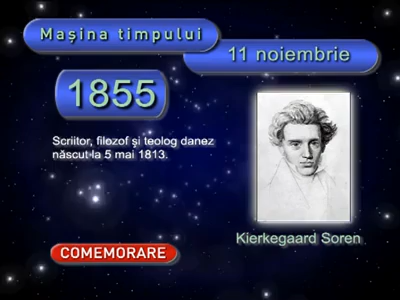 Mașina timpului
11 noiembrie
1855
Scriitor, filozof și teolog danez
născut la 5 mai 1813.
Kierkegaard Soren
COMEMORARE